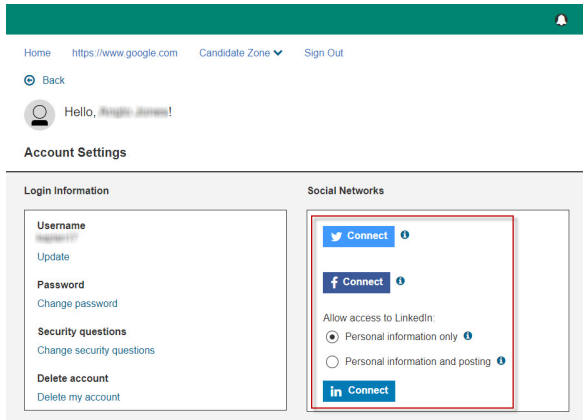 Home https://www.google.com Candidate Zone Sign Out
Back
Hello, !
Account Settings
Login Information
Username
Update
Password
Change password
Security questions
Change security questions
Delete account
Delete my account
Social Networks
Connect
Connect
Allow access to LinkedIn:
Personal information only
Personal information and posting
in Connect